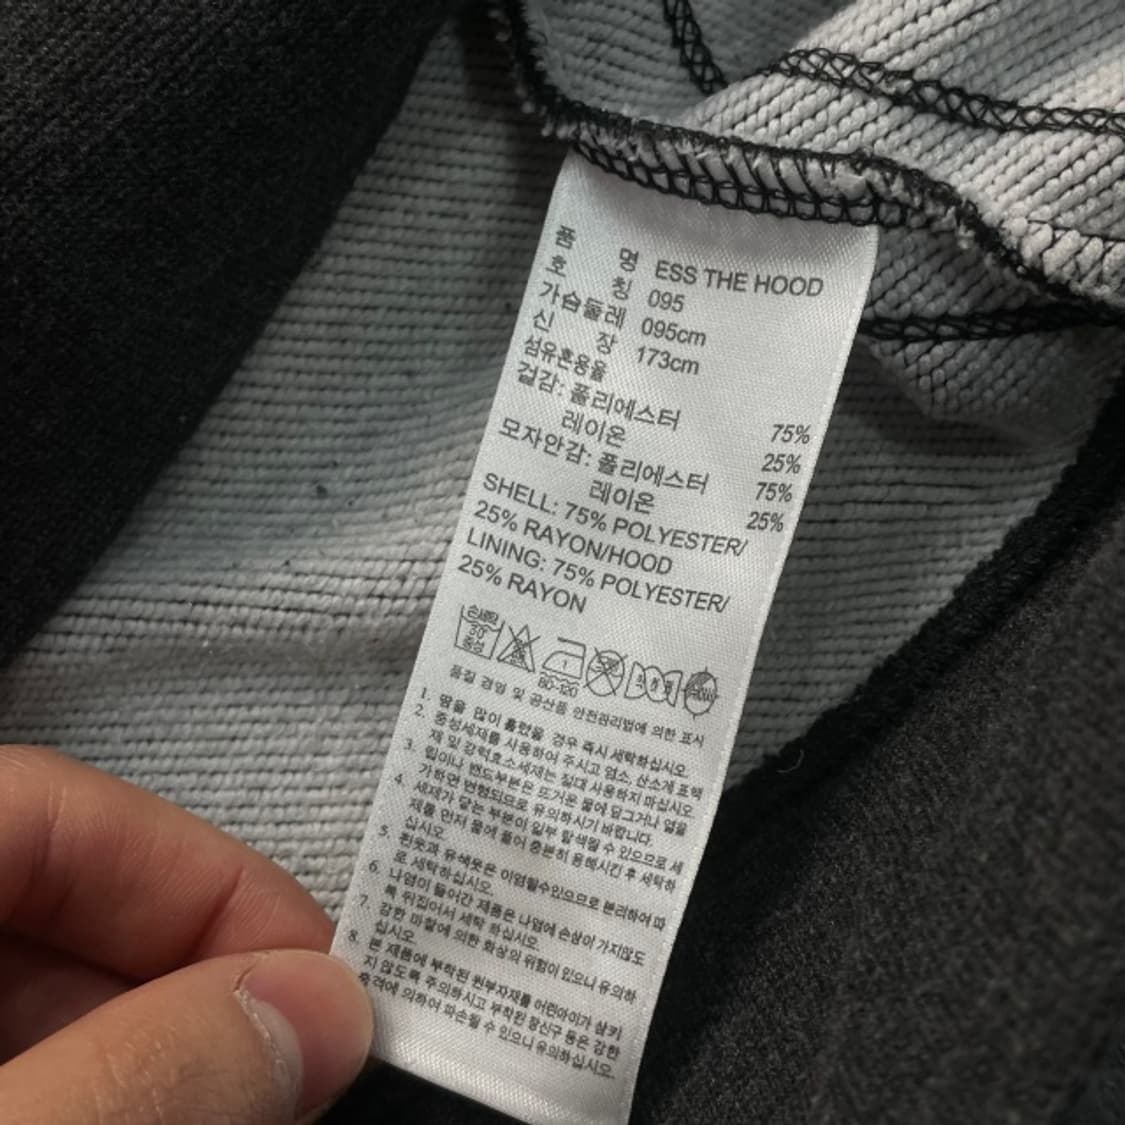 품 명 ESS THE HOOD
호 칭 095
가슴둘레 095cm
신 장 173cm
섬유혼용율
겉감: 폴리에스터 75%
레이온 25%
모자안감: 폴리에스터 75%
레이온 25%
SHELL: 75% POLYESTER/
25% RAYON/HOOD
LINING: 75% POLYESTER/
25% RAYON
손세탁
30
중성
80-120
품질 경영 및 공산품 안전관리법에 의한 표시
1. 땀을 많이 흘렸을 경우 즉시 세탁하십시오.
2. 중성세제를 사용하여 주시고 염소, 산소계 표백
재 및 강력효소세제는 절대 사용하지 마십시오
3. 립이나 밴드부분은 뜨거운 물에 담그거나 열을
가하면 변형되므로 유의하시기 바랍니다.
4. 세제가 닿는 부분이 일부 탈색될 수 있으므로 세
제를 먼저 물에 풀어 충분히 용해시킨 후 세탁하
십시오
5. 흰옷과 유색옷은 이염될수있으므로 분리하여 따
로 세탁하십시오.
6. 나염이 들어간 제품은 나염에 손상이 가지않도
록 뒤집어서 세탁 하십시오
7. 강한 마찰에 의한 화상의 위험이 있으니 유의하
십시오
8. 본 제품에 부착된 원부자재를 어린아이가 삼키
지 않도록 주의하시고 부착된 장신구 등은 강한
충격에 의하여 파손될 수 있으니 유의하십시오.